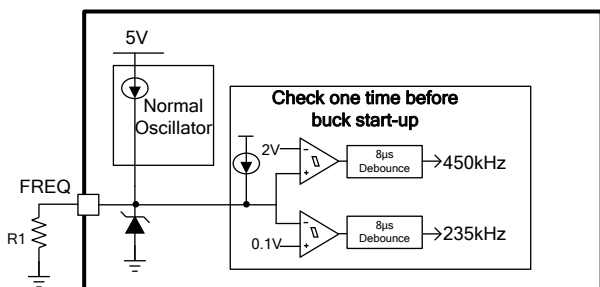 5V
Normal
Oscillator
Check one time before
buck start-up
2V
−
+
8µs
Debounce
450kHz
FREQ
R1
−
+
0.1V
8µs
Debounce
235kHz